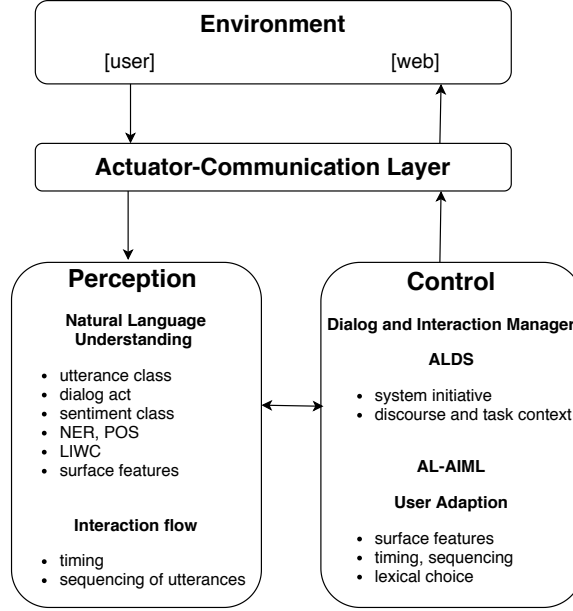 Environment
[user] [web]
Actuator-Communication Layer
Perception
Natural Language
Understanding
• utterance class
• dialog act
• sentiment class
• NER, POS
• LIWC
• surface features
Interaction flow
• timing
• sequencing of utterances
Control
Dialog and Interaction Manager
ALDS
• system initiative
• discourse and task context
AL-AIML
User Adaption
• surface features
• timing, sequencing
• lexical choice